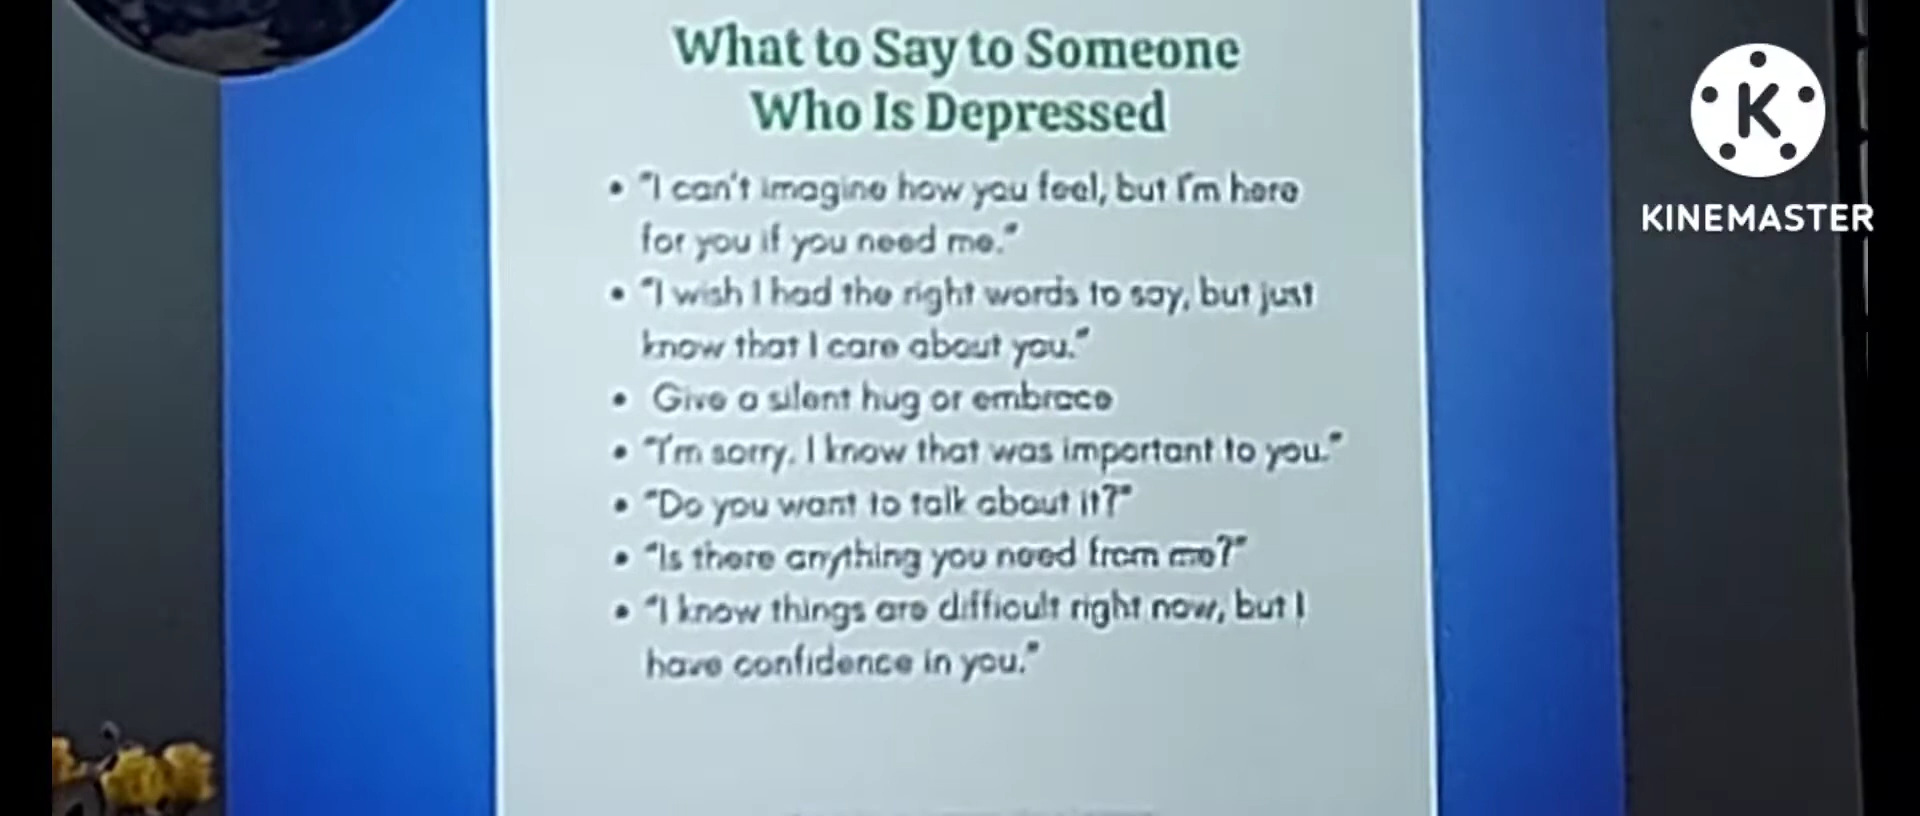 What to Say to Someone
Who Is Depressed
• "I can't imagine how you feel, but I'm here
for you if you need me."
• "I wish I had the right words to say, but just
know that I care about you."
• Give a silent hug or embrace
• "I'm sorry. I know that was important to you."
• "Do you want to talk about it?"
• "Is there anything you need from me?"
• "I know things are difficult right now, but I
have confidence in you."
K
KINEMASTER